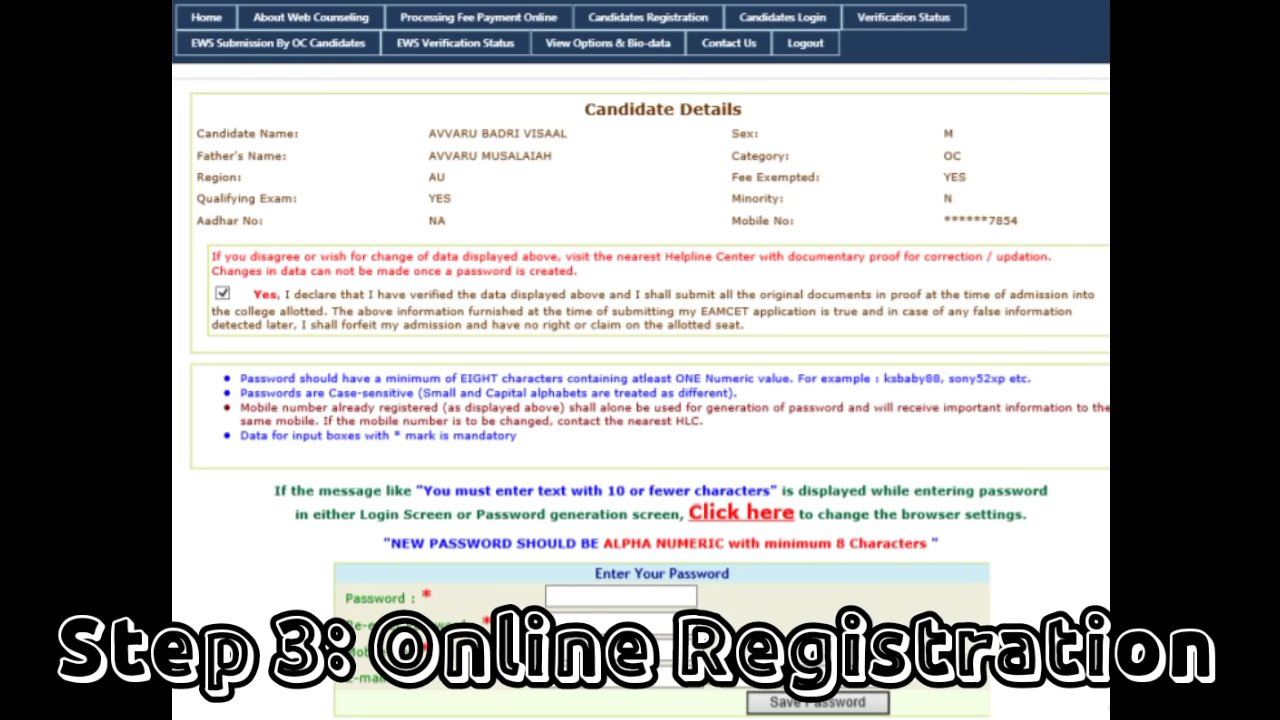 Home About Web Counseling Processing Fee Payment Online Candidates Registration Candidates Login Verification Status
EWS Submission By OC Candidates EWS Verification Status View Options & Bio-data Contact Us Logout
Candidate Details
Candidate Name: AVVARU BADRI VISAAL Sex: M
Father's Name: AVVARU MUSALAIAH Category: OC
Region: AU Fee Exempted: YES
Qualifying Exam: YES Minority: N
Aadhar No: NA Mobile No: ******7854
If you disagree or wish for change of data displayed above, visit the nearest Helpline Center with documentary proof for correction / updation.
Changes in data can not be made once a password is created.
Yes, I declare that I have verified the data displayed above and I shall submit all the original documents in proof at the time of admission into
the college allotted. The above information furnished at the time of submitting my EAMCET application is true and in case of any false information
detected later, I shall forfeit my admission and have no right or claim on the allotted seat.
Password should have a minimum of EIGHT characters containing atleast ONE Numeric value. For example : ksbaby88, sony52xp etc.
Passwords are Case-sensitive (Small and Capital alphabets are treated as different).
Mobile number already registered (as displayed above) shall alone be used for generation of password and will receive important information to the
same mobile. If the mobile number is to be changed, contact the nearest HLC.
Data for input boxes with * mark is mandatory
If the message like "You must enter text with 10 or fewer characters" is displayed while entering password
in either Login Screen or Password generation screen, Click here to change the browser settings.
"NEW PASSWORD SHOULD BE ALPHA NUMERIC with minimum 8 Characters "
Enter Your Password
Password : *
Step 3: Online Registration
Save Password